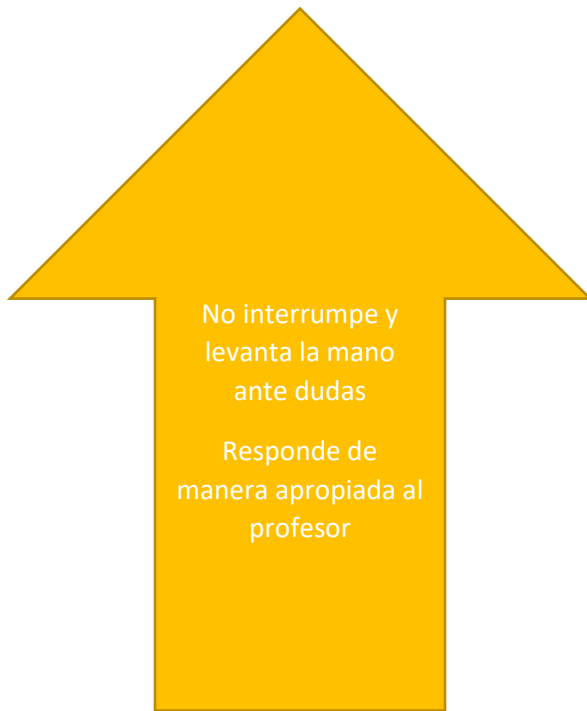 No interrumpe y
levanta la mano
ante dudas
Responde de
manera apropiada al
profesor